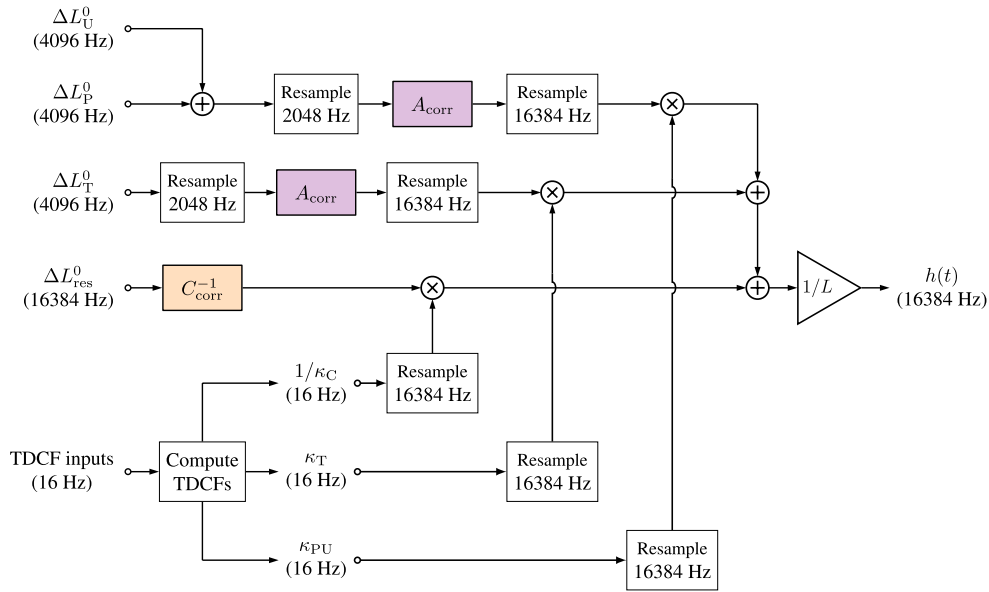 ΔL⁰_U
(4096 Hz)
ΔL⁰_P
(4096 Hz)
+
Resample
2048 Hz
A_corr
Resample
16384 Hz
×
ΔL⁰_T
(4096 Hz)
Resample
2048 Hz
A_corr
Resample
16384 Hz
×
+
ΔL⁰_res
(16384 Hz)
C⁻¹_corr
×
+
1/L
h(t)
(16384 Hz)
1/κ_C
(16 Hz)
Resample
16384 Hz
TDCF inputs
(16 Hz)
Compute
TDCFs
κ_T
(16 Hz)
Resample
16384 Hz
κ_PU
(16 Hz)
Resample
16384 Hz